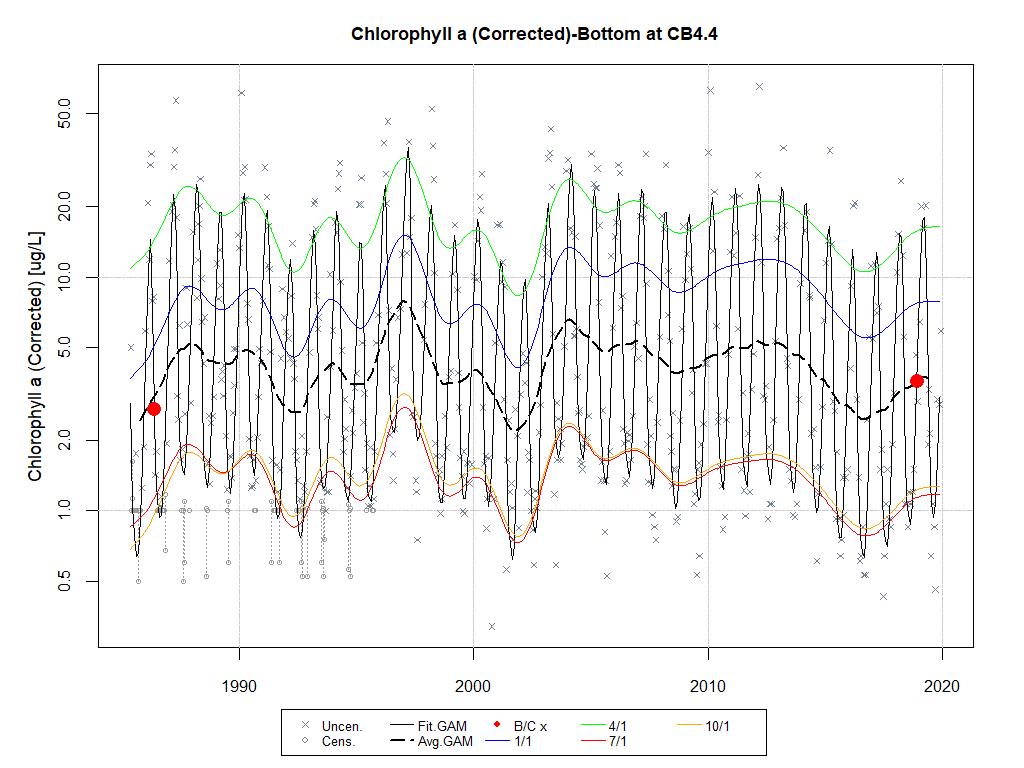 Chlorophyll a (Corrected)-Bottom at CB4.4
Chlorophyll a (Corrected) [ug/L]
50.0
20.0
10.0
5.0
2.0
1.0
0.5
1990 2000 2010 2020
Uncen. Fit.GAM B/C x 4/1 10/1
Cens. Avg.GAM 1/1 7/1